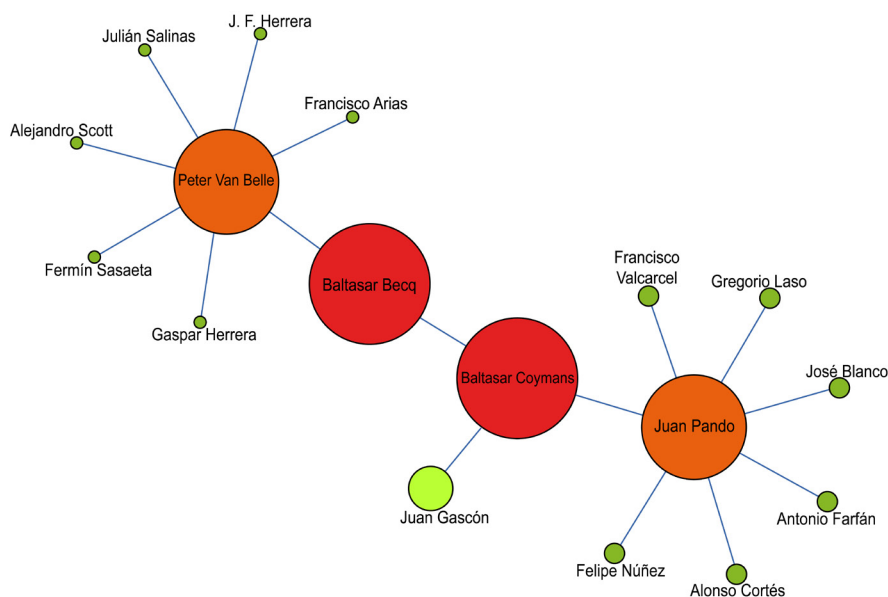 J. F. Herrera
Julián Salinas
Francisco Arias
Alejandro Scott
Peter Van Belle
Fermín Sasaeta
Gaspar Herrera
Baltasar Becq
Baltasar Coymans
Juan Gascón
Francisco
Valcarcel
Gregorio Laso
José Blanco
Juan Pando
Antonio Farfán
Felipe Núñez
Alonso Cortés